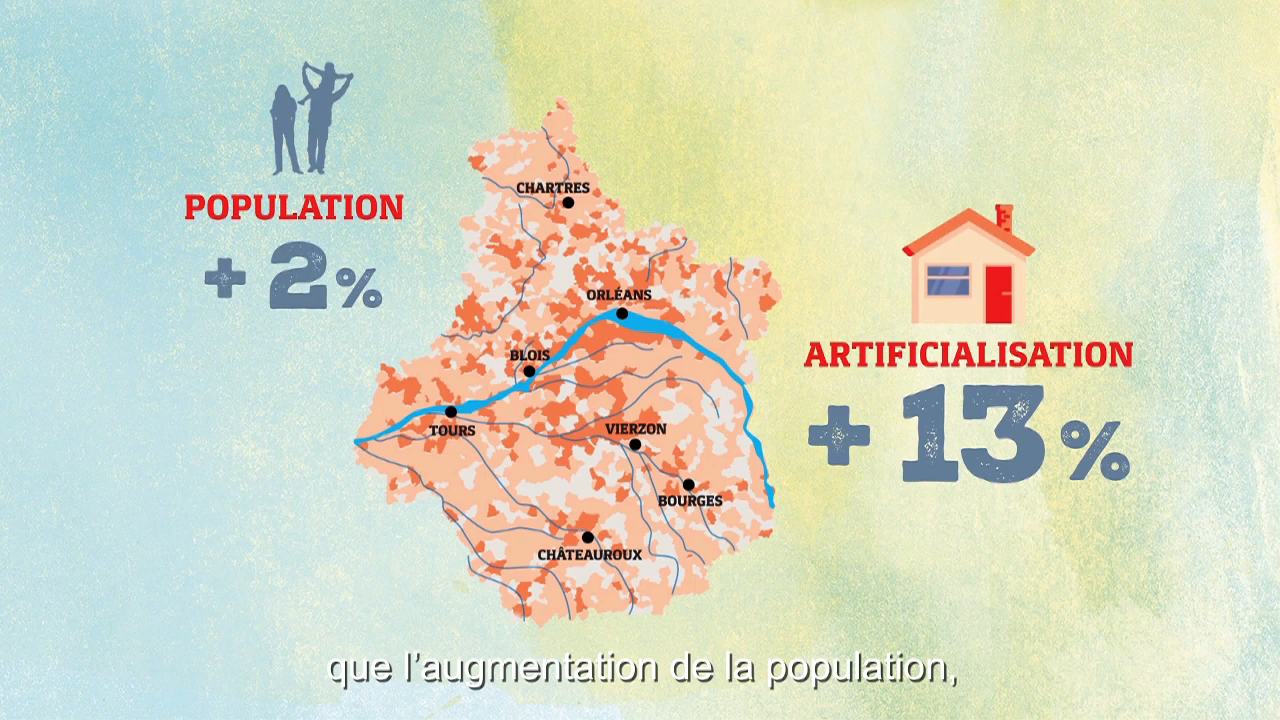 POPULATION
+ 2%
CHARTRES
ORLÉANS
BLOIS
TOURS
VIERZON
BOURGES
CHÂTEAUROUX
ARTIFICIALISATION
+ 13%
que l'augmentation de la population,